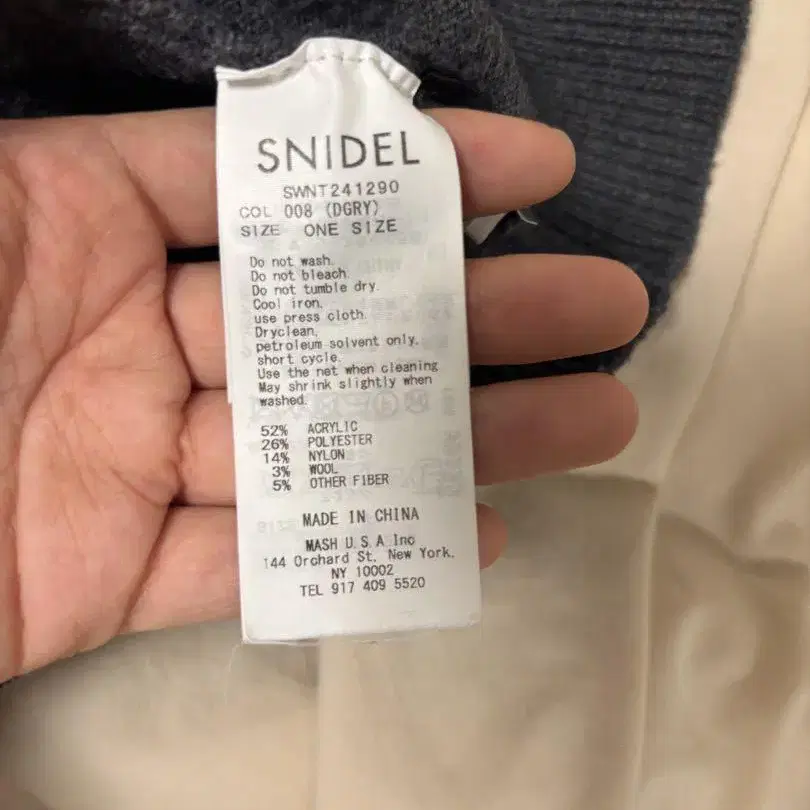 SNIDEL
SWNT241290
COL 008 (DGRY)
SIZE ONE SIZE
Do not wash.
Do not bleach.
Do not tumble dry.
Cool iron.
use press cloth.
Dryclean,
petroleum solvent only.
short cycle.
Use the net when cleaning
May shrink slightly when
washed.
52% ACRYLIC
26% POLYESTER
14% NYLON
3% WOOL
5% OTHER FIBER
MADE IN CHINA
MASH U.S.A Inc
144 Orchard St. New York.
NY 10002
TEL 917 409 5520